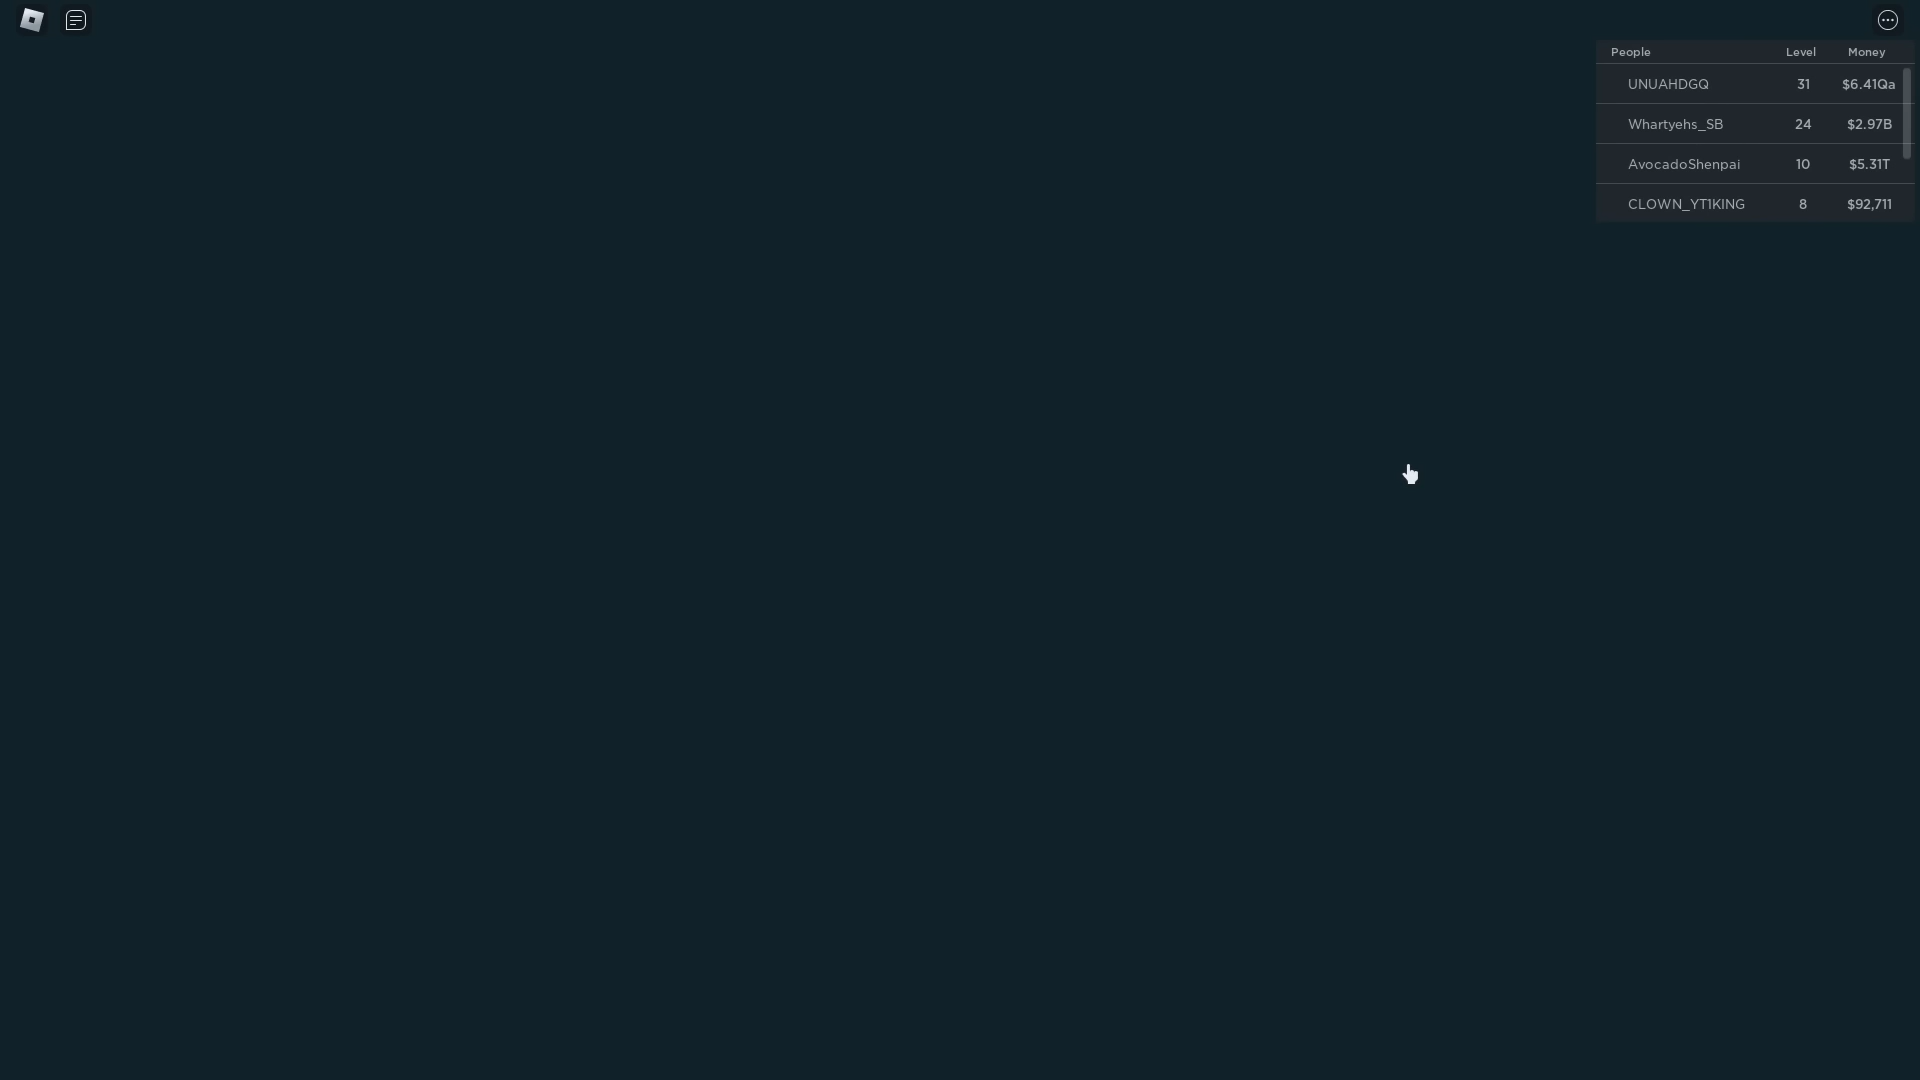 People Level Money
UNUAHDGQ 31 $6.41Qa
Whartyehs_SB 24 $2.97B
AvocadoShenpai 10 $5.31T
CLOWN_YT1KING 8 $92,711